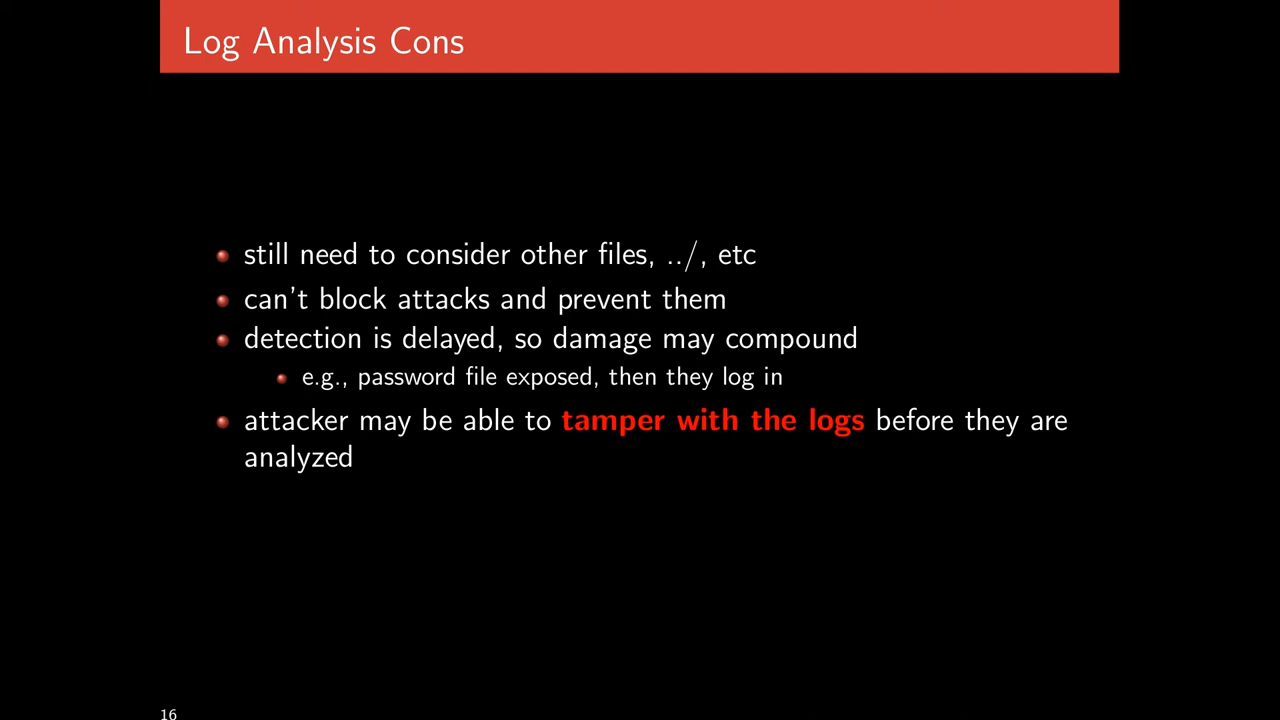 Log Analysis Cons
still need to consider other files, ../, etc
can't block attacks and prevent them
detection is delayed, so damage may compound
e.g., password file exposed, then they log in
attacker may be able to tamper with the logs before they are
analyzed
16